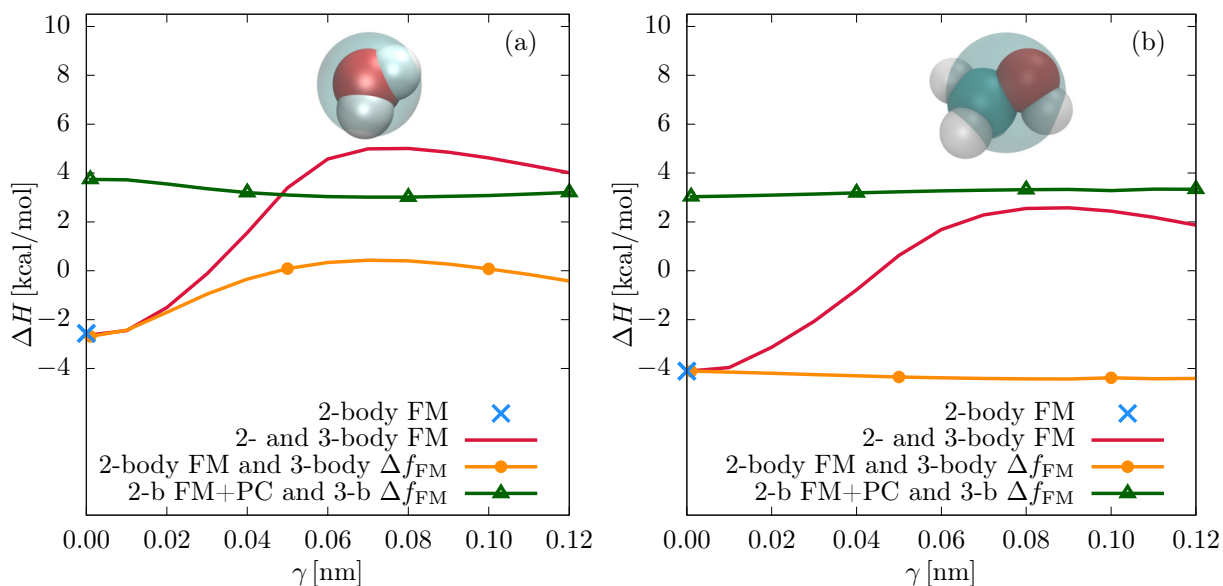 (a)
10
8
6
4
2
0
−2
−4
ΔH [kcal/mol]
2-body FM
2- and 3-body FM
2-body FM and 3-body Δf_FM
2-b FM+PC and 3-b Δf_FM
0.00 0.02 0.04 0.06 0.08 0.10 0.12
γ [nm]
(b)
10
8
6
4
2
0
−2
−4
ΔH [kcal/mol]
2-body FM
2- and 3-body FM
2-body FM and 3-body Δf_FM
2-b FM+PC and 3-b Δf_FM
0.00 0.02 0.04 0.06 0.08 0.10 0.12
γ [nm]